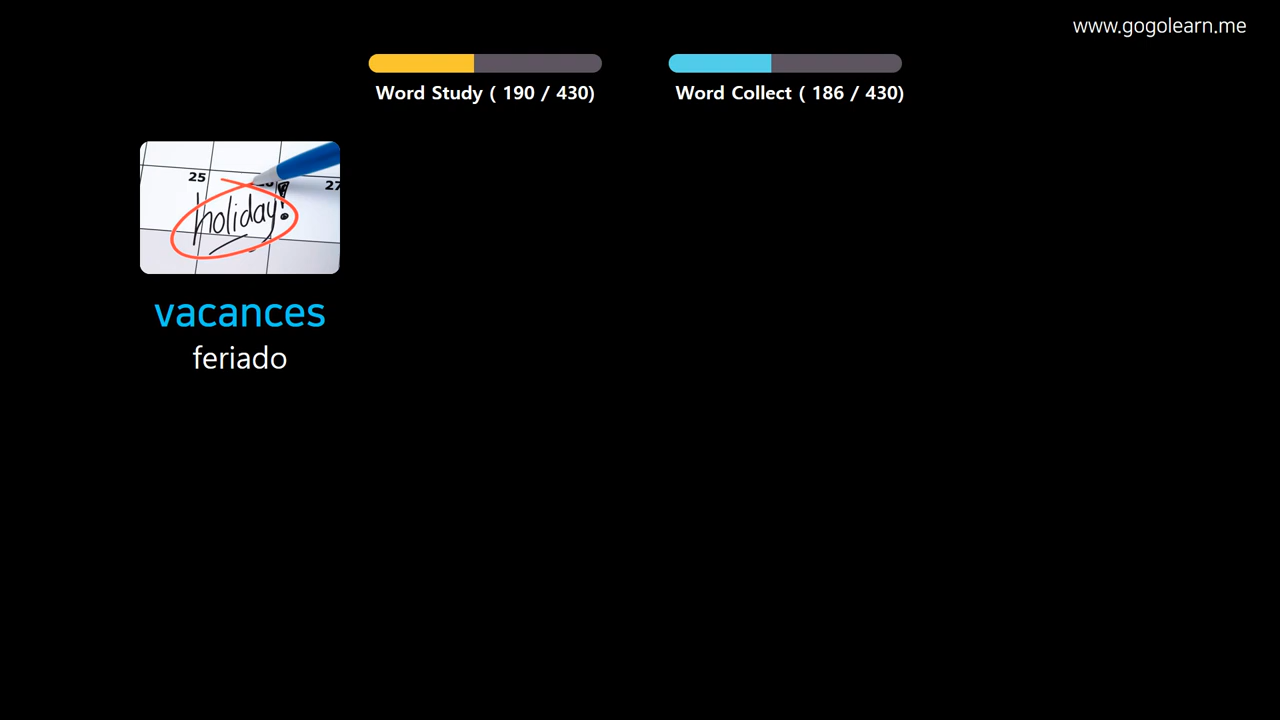 www.gogolearn.me
Word Study ( 190 / 430)
Word Collect ( 186 / 430)
25
27
holiday!
vacances
feriado